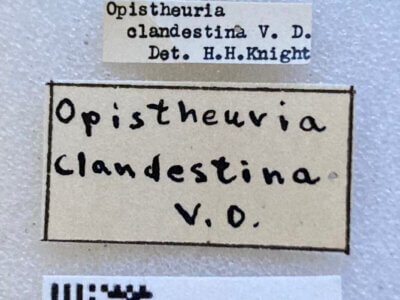 Opistheuria
clandestina V. D.
Det. H.H.Knight
Opistheuria
clandestina
V.D.